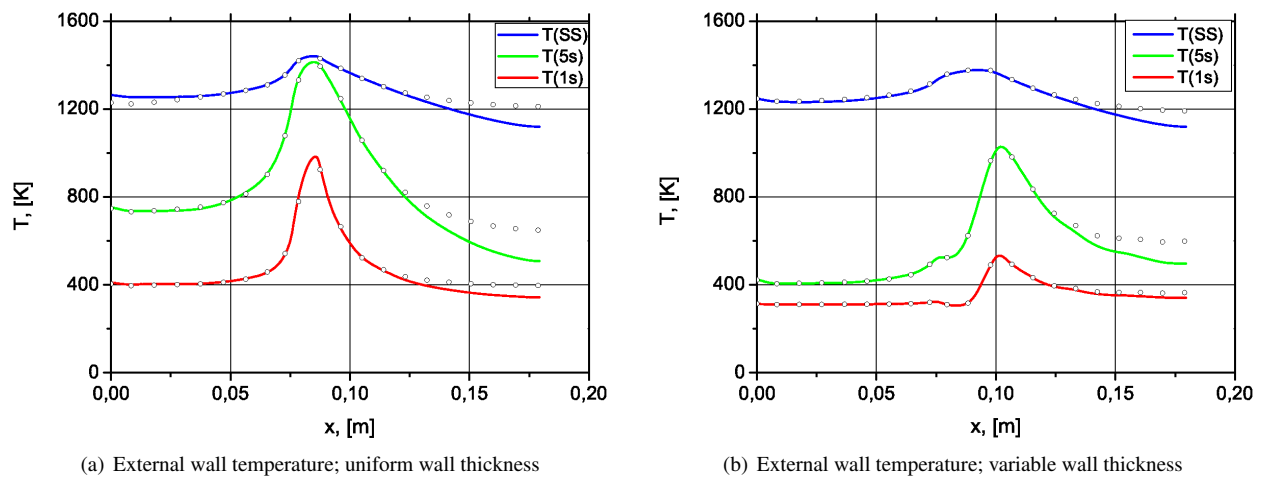 1600
1200
800
400
0
T, [K]
0,00
0,05
0,10
0,15
0,20
x, [m]
T(SS)
T(5s)
T(1s)
(a) External wall temperature; uniform wall thickness
1600
1200
800
400
0
T, [K]
0,00
0,05
0,10
0,15
0,20
x, [m]
T(SS)
T(5s)
T(1s)
(b) External wall temperature; variable wall thickness